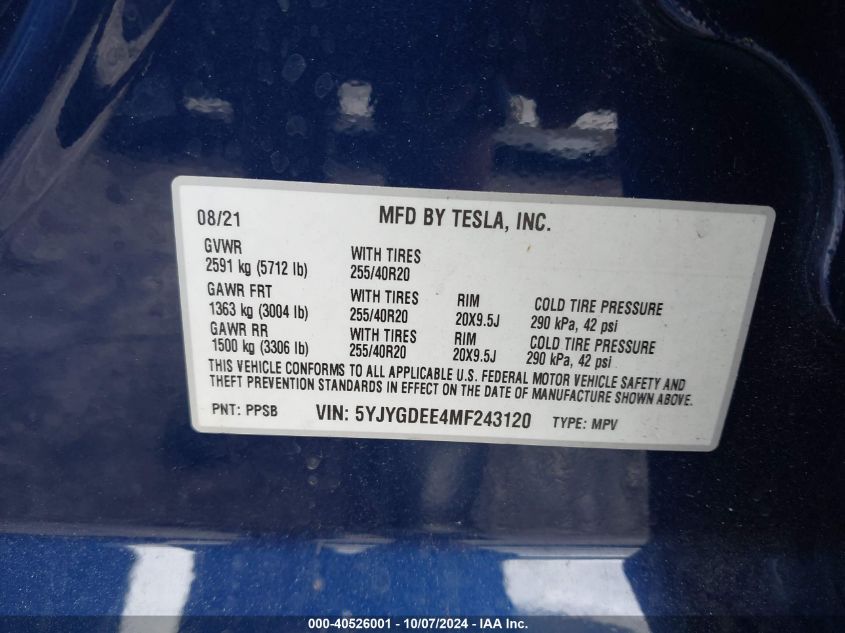 08/21 MFD BY TESLA, INC.
GVWR
2591 kg (5712 lb) WITH TIRES 255/40R20
GAWR FRT
1363 kg (3004 lb) WITH TIRES 255/40R20 RIM 20X9.5J COLD TIRE PRESSURE 290 kPa, 42 psi
GAWR RR
1500 kg (3306 lb) WITH TIRES 255/40R20 RIM 20X9.5J COLD TIRE PRESSURE 290 kPa, 42 psi
THIS VEHICLE CONFORMS TO ALL APPLICABLE U.S. FEDERAL MOTOR VEHICLE SAFETY AND
THEFT PREVENTION STANDARDS IN EFFECT ON THE DATE OF MANUFACTURE SHOWN ABOVE.
PNT: PPSB VIN: 5YJYGDEE4MF243120 TYPE: MPV
000-40526001 - 10/07/2024 - IAA Inc.